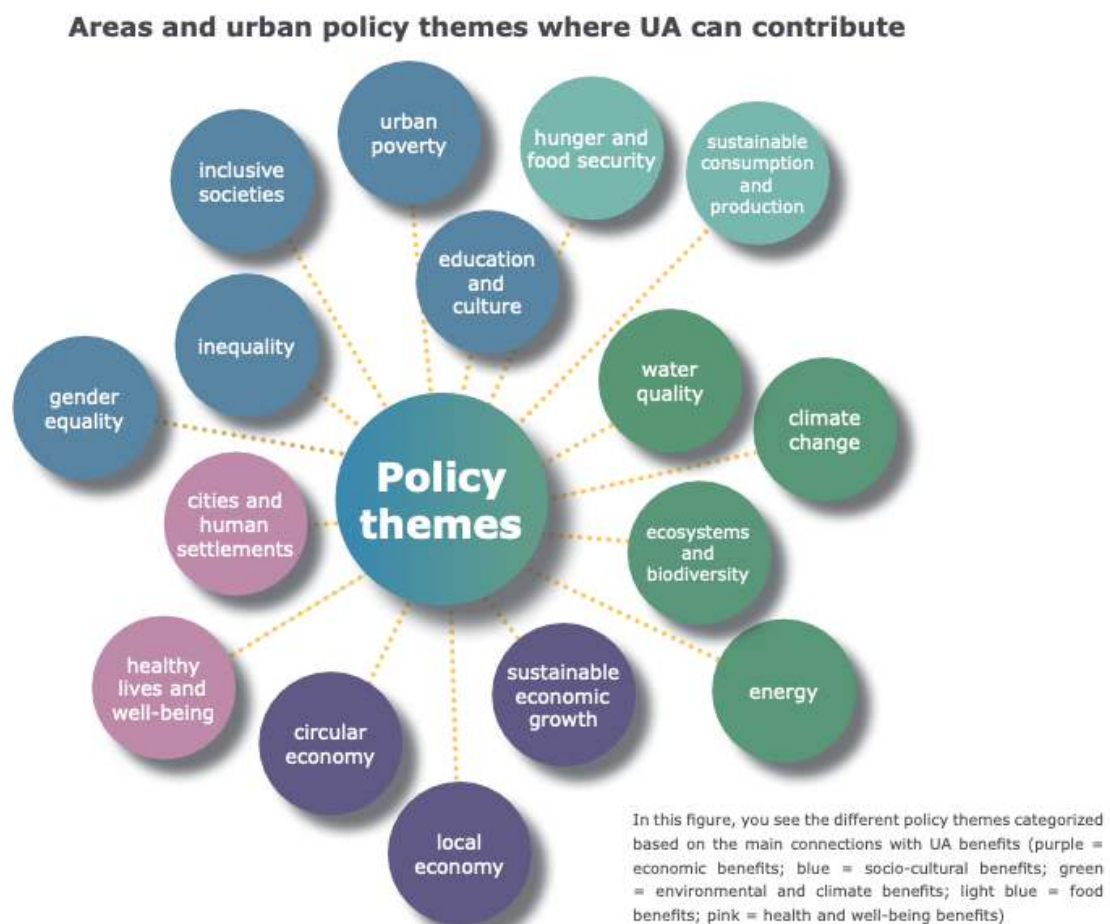 Areas and urban policy themes where UA can contribute
urban
poverty
hunger and
food security
sustainable
consumption
and
production
inclusive
societies
education
and
culture
inequality
water
quality
gender
equality
climate
change
Policy
themes
cities and
human
settlements
ecosystems
and
biodiversity
healthy
lives and
well-being
sustainable
economic
growth
energy
circular
economy
local
economy
In this figure, you see the different policy themes categorized
based on the main connections with UA benefits (purple =
economic benefits; blue = socio-cultural benefits; green
= environmental and climate benefits; light blue = food
benefits; pink = health and well-being benefits)